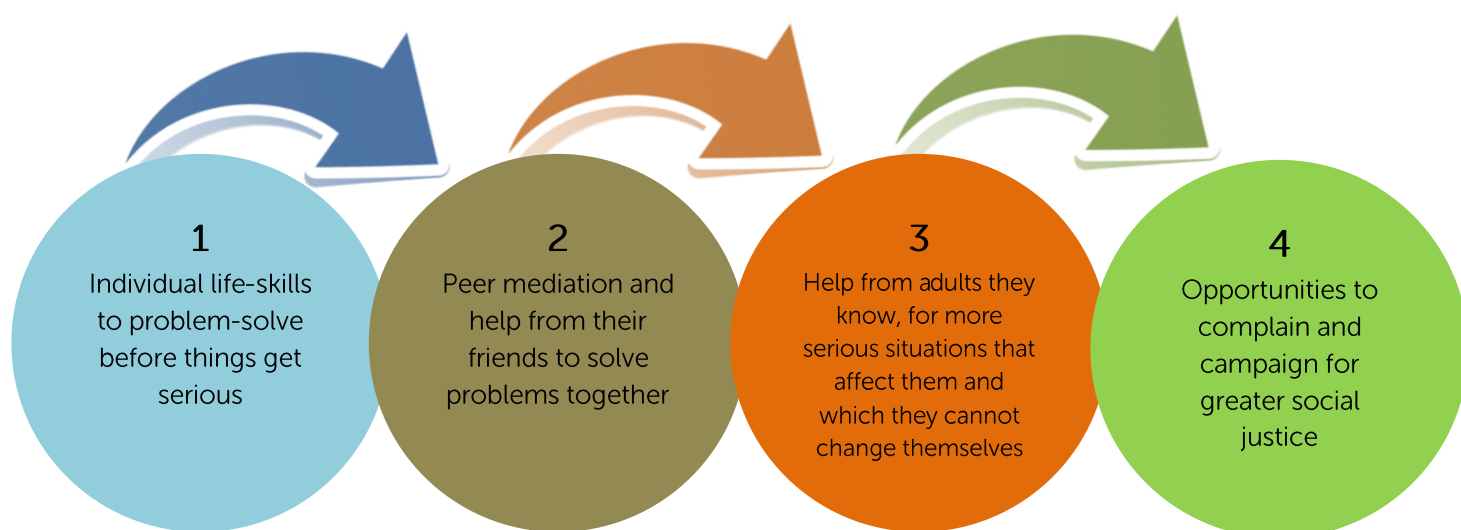 1
Individual life-skills
to problem-solve
before things get
serious
2
Peer mediation and
help from their
friends to solve
problems together
3
Help from adults they
know, for more
serious situations that
affect them and
which they cannot
change themselves
4
Opportunities to
complain and
campaign for
greater social
justice